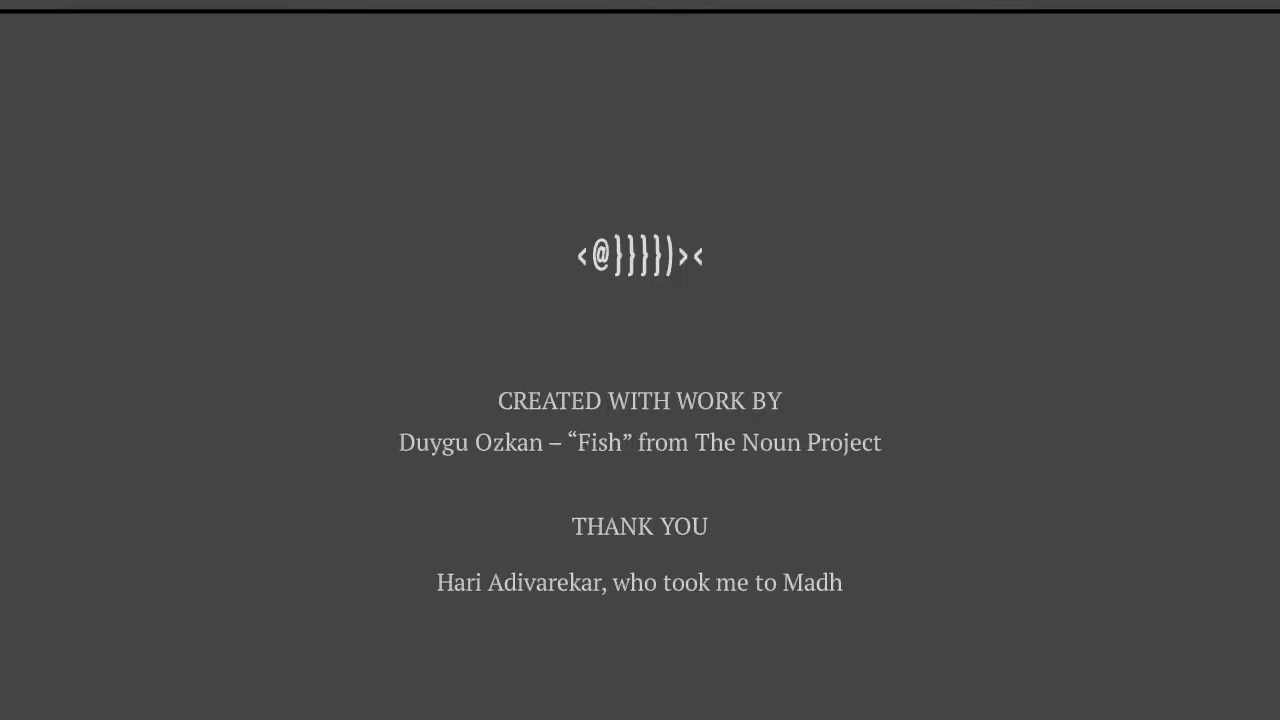 <@}}}})><
CREATED WITH WORK BY
Duygu Ozkan – “Fish” from The Noun Project
THANK YOU
Hari Adivarekar, who took me to Madh